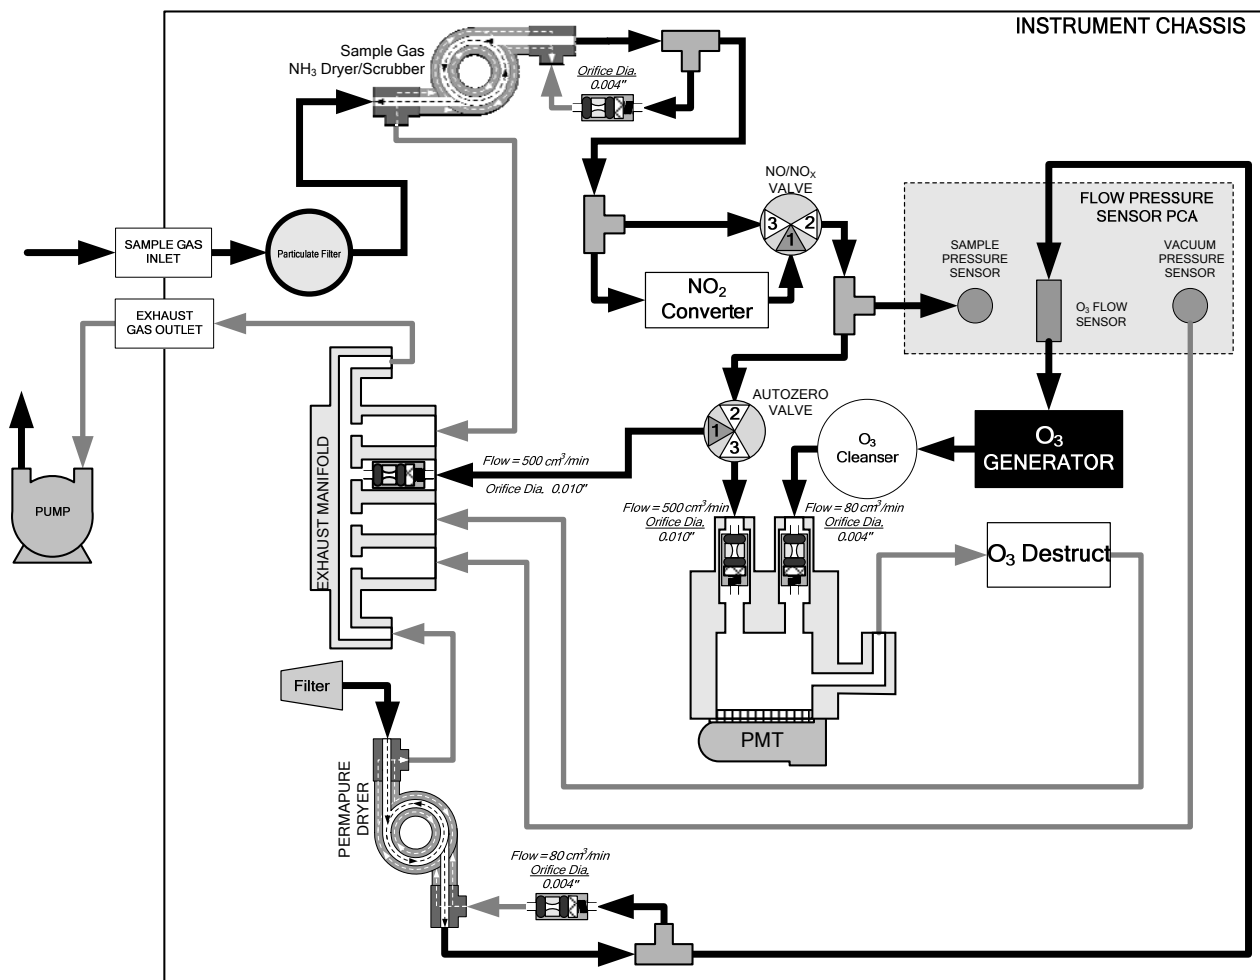 INSTRUMENT CHASSIS
Sample Gas
NH₃ Dryer/Scrubber
Orifice Dia.
0.004"
NO/NOₓ
VALVE
3
2
1
FLOW PRESSURE
SENSOR PCA
SAMPLE
PRESSURE
SENSOR
VACUUM
PRESSURE
SENSOR
O₃ FLOW
SENSOR
SAMPLE GAS
INLET
Particulate Filter
NO₂
Converter
EXHAUST
GAS OUTLET
AUTOZERO
VALVE
2
1
3
O₃
Cleanser
O₃
GENERATOR
Flow = 500 cm³/min
Orifice Dia. 0.010"
EXHAUST MANIFOLD
PUMP
Flow = 500 cm³/min
Orifice Dia.
0.010"
Flow = 80 cm³/min
Orifice Dia.
0.004"
O₃ Destruct
Filter
PMT
PERMAPURE
DRYER
Flow = 80 cm³/min
Orifice Dia.
0.004"